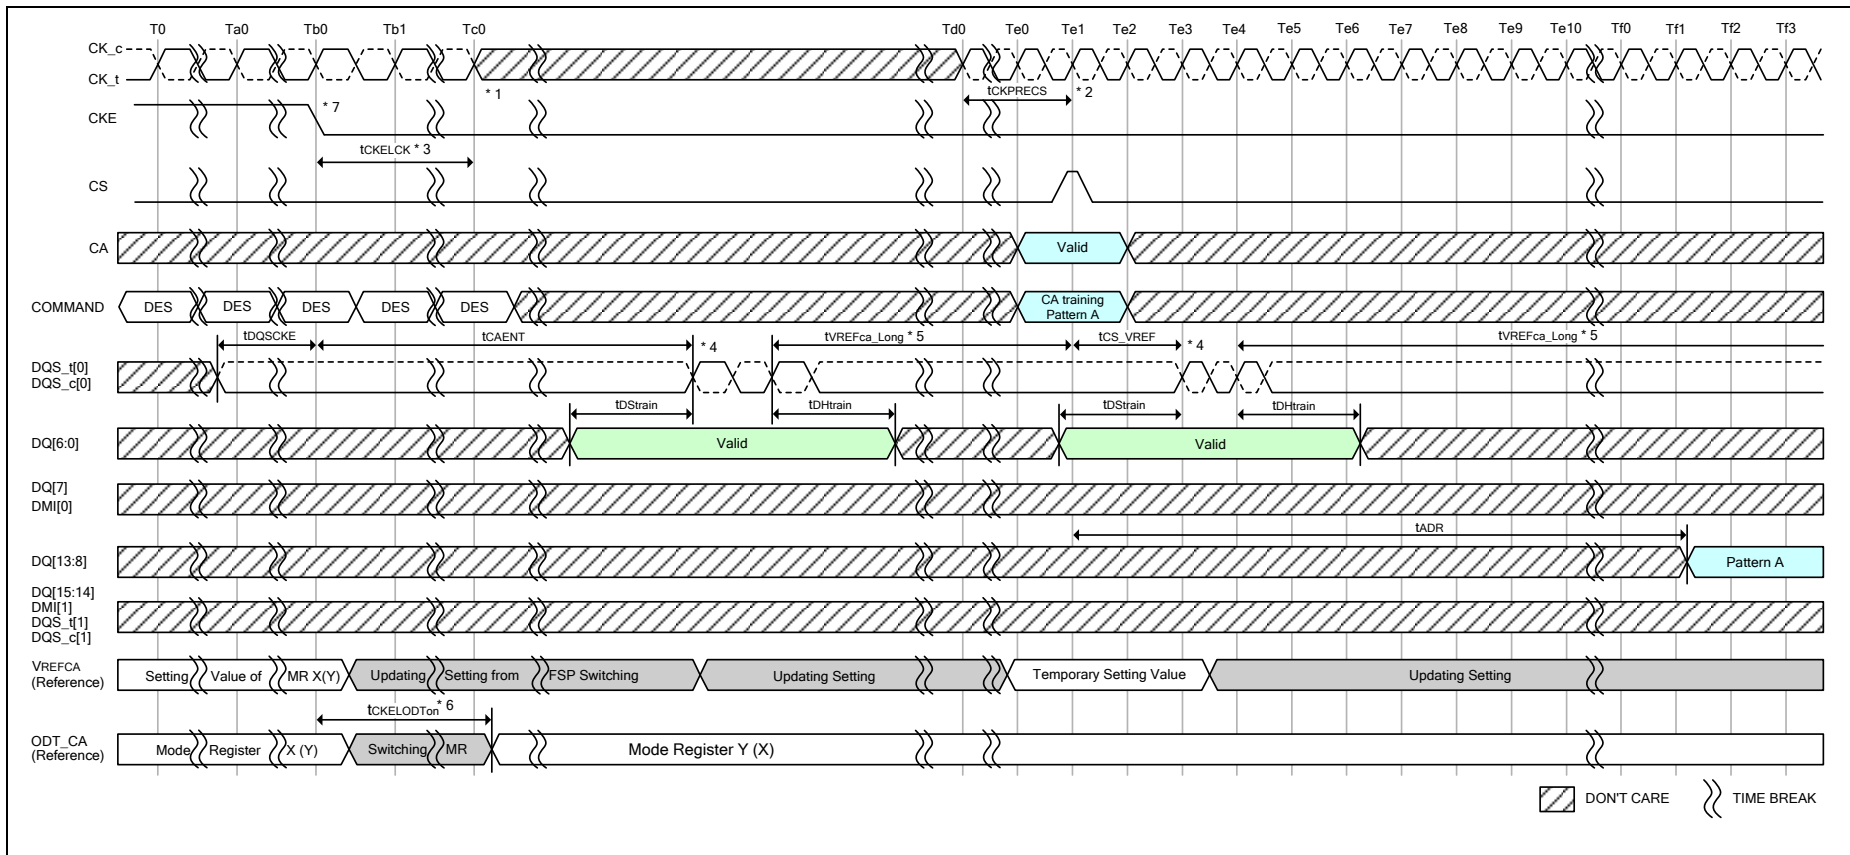 T0 Ta0 Tb0 Tb1 Tc0 Td0 Te0 Te1 Te2 Te3 Te4 Te5 Te6 Te7 Te8 Te9 Te10 Tf0 Tf1 Tf2 Tf3
CK_c
CK_t
* 1
tCKPRECS * 2
CKE
* 7
tCKELCK * 3
CS
CA
Valid
COMMAND
DES DES DES DES DES
CA training
Pattern A
tDQSCKE tCAENT * 4 tVREFca_Long * 5 tCS_VREF * 4 tVREFca_Long * 5
DQS_t[0]
DQS_c[0]
tDStrain tDHtrain tDStrain tDHtrain
DQ[6:0]
Valid Valid
DQ[7]
DMI[0]
tADR
DQ[13:8]
Pattern A
DQ[15:14]
DMI[1]
DQS_t[1]
DQS_c[1]
VREFCA
(Reference)
Setting Value of MR X(Y) Updating Setting from FSP Switching Updating Setting Temporary Setting Value Updating Setting
tCKELODTon * 6
ODT_CA
(Reference)
Mode Register X (Y) Switching MR Mode Register Y (X)
DON'T CARE TIME BREAK